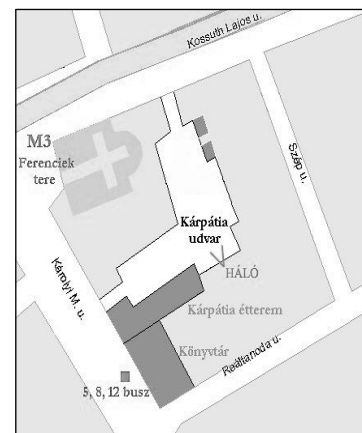 Kossuth Lajos u.
M3
Ferenciek
tere
Szép u.
Kárpátia
udvar
HÁLÓ
Károlyi M. u.
Kárpátia étterem
Könyvtár
Reáltanoda u.
5, 8, 12 busz